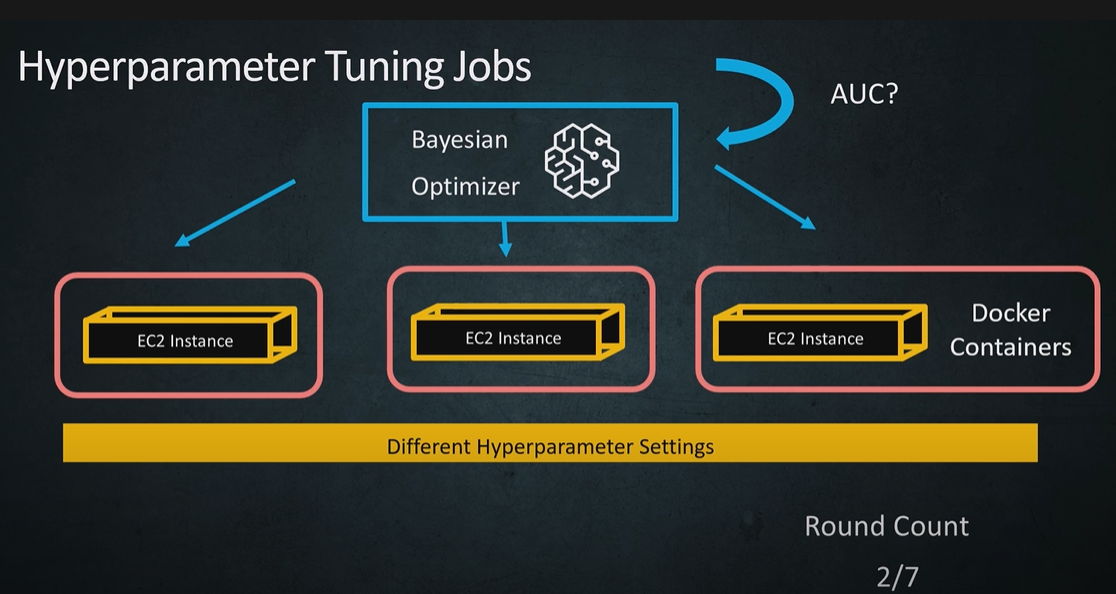 Hyperparameter Tuning Jobs
AUC?
Bayesian
Optimizer
EC2 Instance
EC2 Instance
EC2 Instance
Docker
Containers
Different Hyperparameter Settings
Round Count
2/7